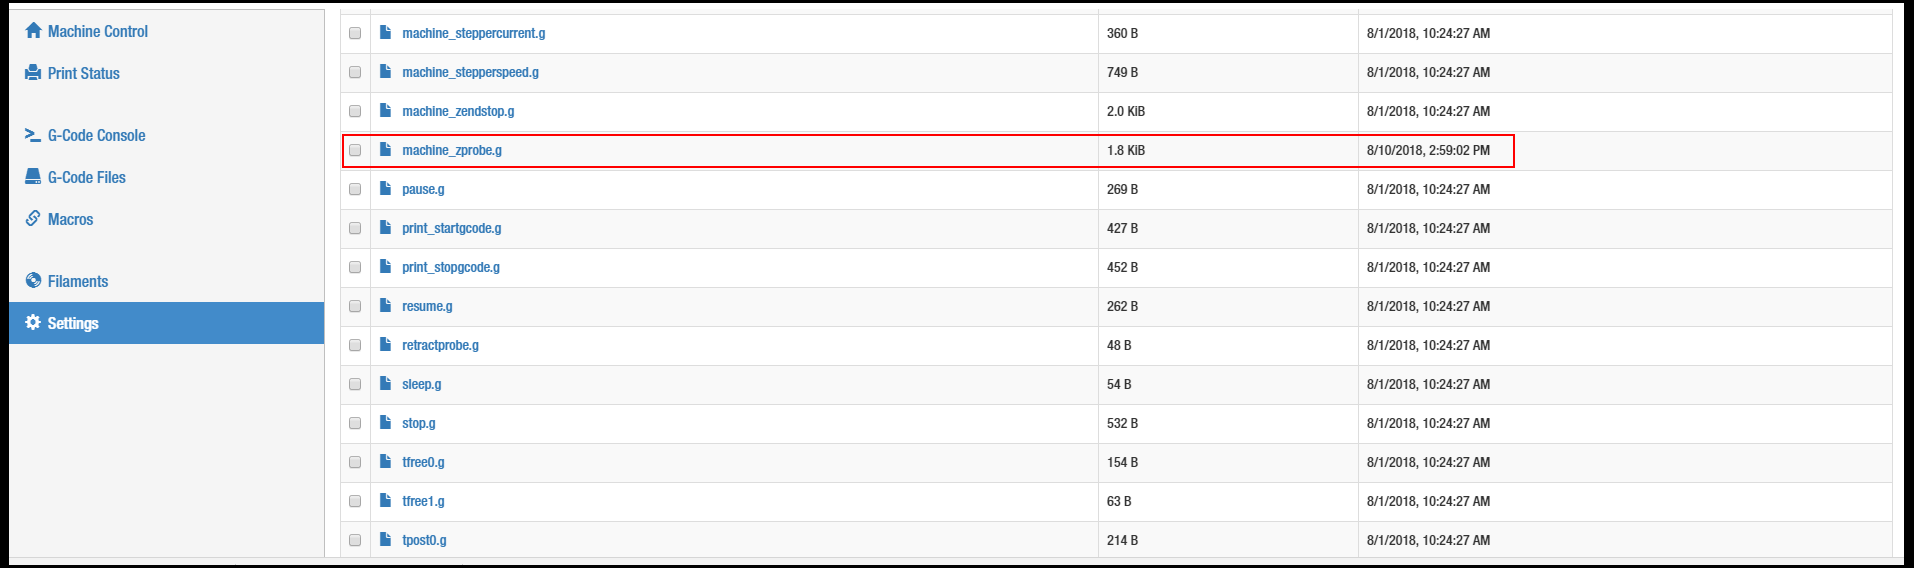 Machine Control
Print Status
G-Code Console
G-Code Files
Macros
Filaments
Settings
machine_steppercurrent.g 360 B 8/1/2018, 10:24:27 AM
machine_stepperspeed.g 749 B 8/1/2018, 10:24:27 AM
machine_zendstop.g 2.0 KiB 8/1/2018, 10:24:27 AM
machine_zprobe.g 1.8 KiB 8/10/2018, 2:59:02 PM
pause.g 269 B 8/1/2018, 10:24:27 AM
print_startgcode.g 427 B 8/1/2018, 10:24:27 AM
print_stopgcode.g 452 B 8/1/2018, 10:24:27 AM
resume.g 262 B 8/1/2018, 10:24:27 AM
retractprobe.g 48 B 8/1/2018, 10:24:27 AM
sleep.g 54 B 8/1/2018, 10:24:27 AM
stop.g 532 B 8/1/2018, 10:24:27 AM
tfree0.g 154 B 8/1/2018, 10:24:27 AM
tfree1.g 63 B 8/1/2018, 10:24:27 AM
tpost0.g 214 B 8/1/2018, 10:24:27 AM